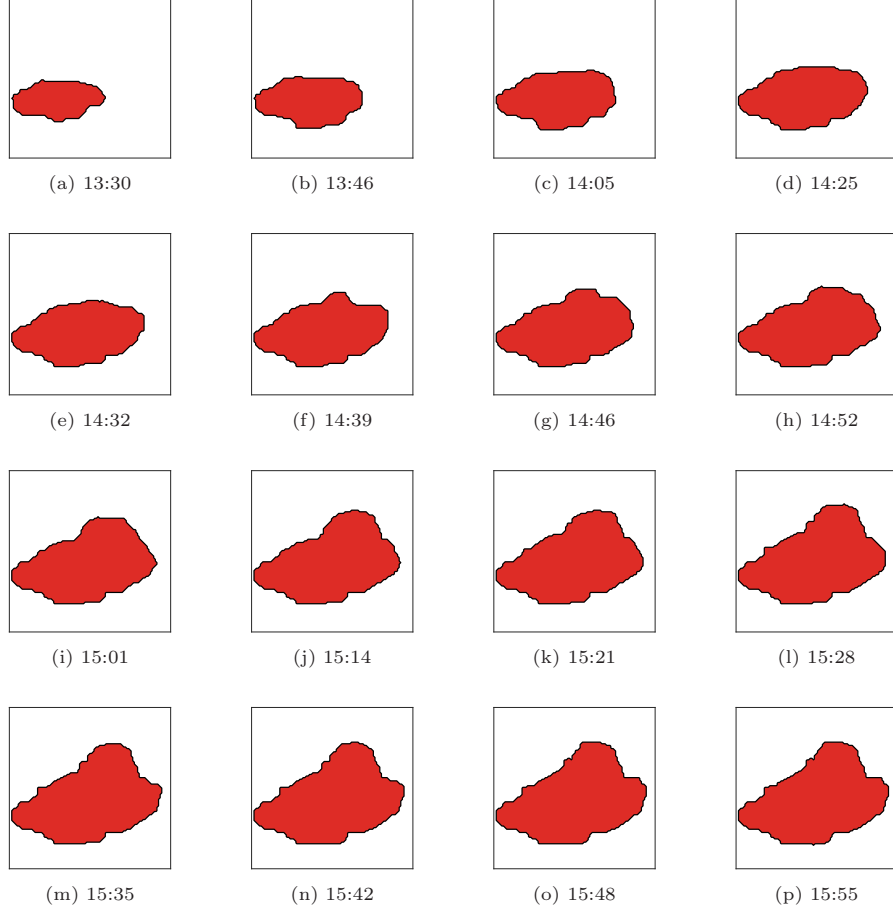 (a) 13:30 (b) 13:46 (c) 14:05 (d) 14:25
(e) 14:32 (f) 14:39 (g) 14:46 (h) 14:52
(i) 15:01 (j) 15:14 (k) 15:21 (l) 15:28
(m) 15:35 (n) 15:42 (o) 15:48 (p) 15:55